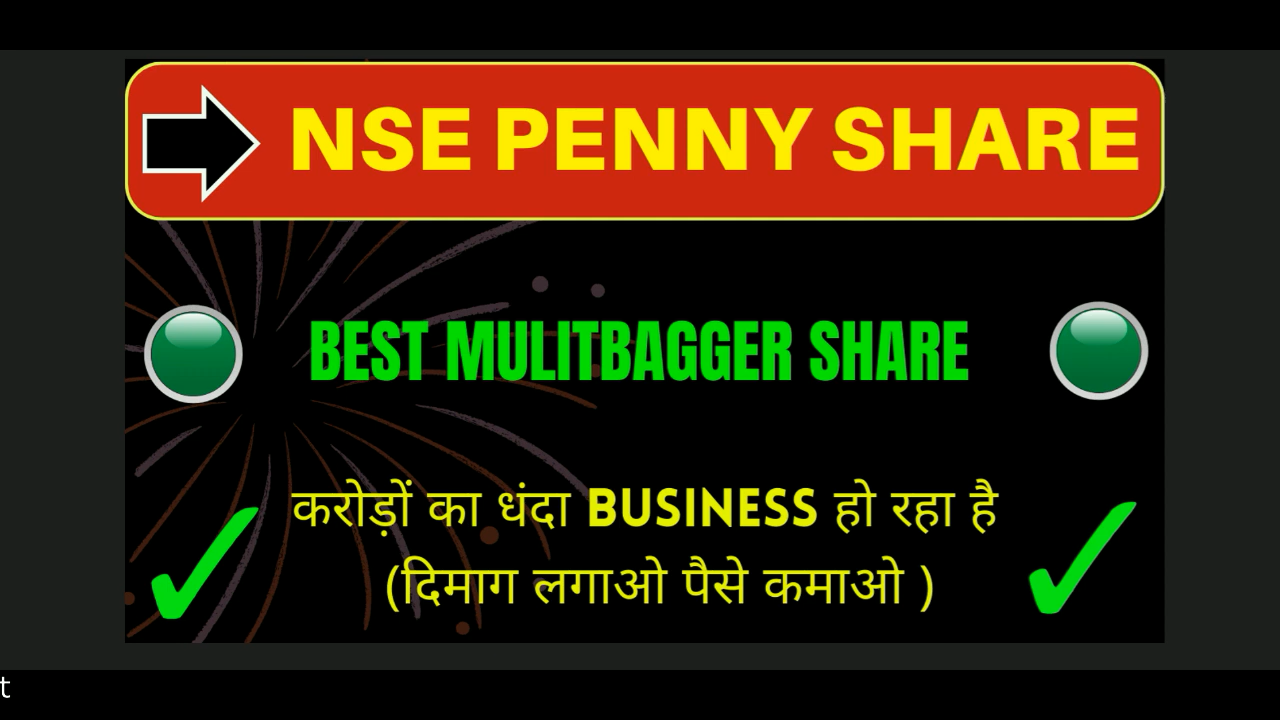 NSE PENNY SHARE
BEST MULITBAGGER SHARE
करोड़ों का धंदा BUSINESS हो रहा है
(दिमाग लगाओ पैसे कमाओ )
t